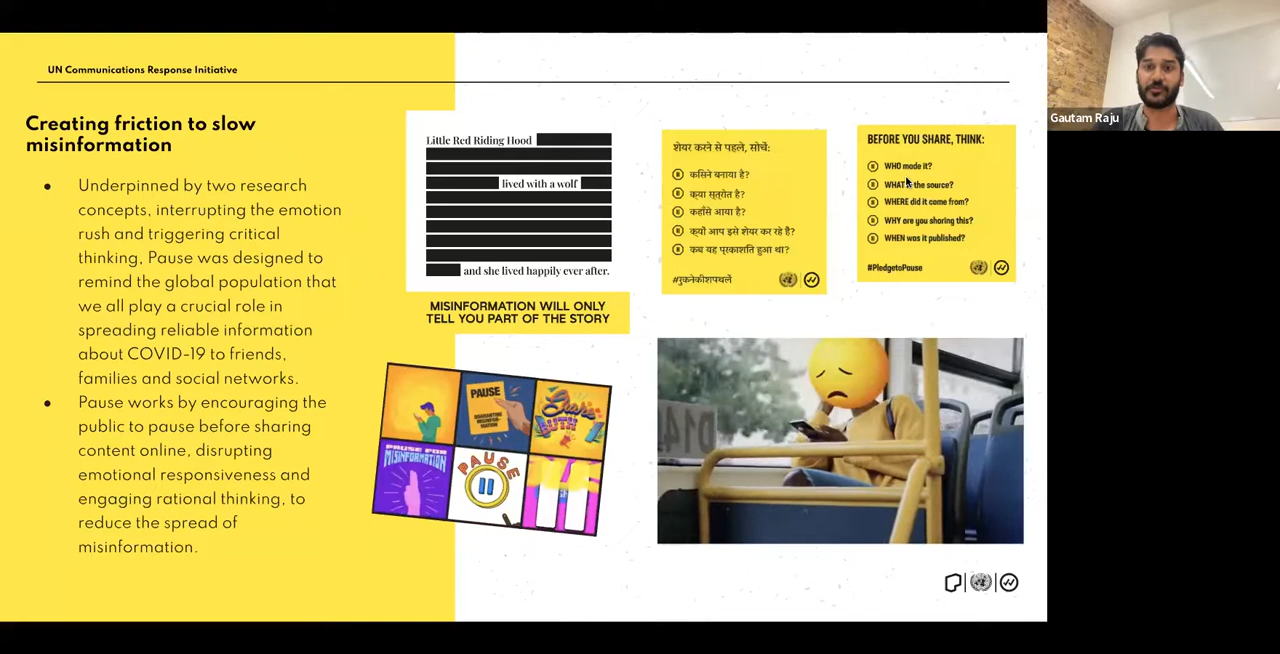 UN Communications Response Initiative
Creating friction to slow
misinformation
● Underpinned by two research
concepts, interrupting the emotion
rush and triggering critical
thinking, Pause was designed to
remind the global population that
we all play a crucial role in
spreading reliable information
about COVID-19 to friends,
families and social networks.
● Pause works by encouraging the
public to pause before sharing
content online, disrupting
emotional responsiveness and
engaging rational thinking, to
reduce the spread of
misinformation.
Little Red Riding Hood
lived with a wolf
and she lived happily ever after.
MISINFORMATION WILL ONLY
TELL YOU PART OF THE STORY
शेयर करने से पहले, सोचें:
किसने बनाया है?
क्या स्त्रोत है?
कहाँसे आया है?
क्यों आप इसे शेयर कर रहे है?
कब यह प्रकाशित हुआ था?
BEFORE YOU SHARE, THINK:
WHO made it?
WHAT the source?
WHERE did it come from?
WHY are you sharing this?
WHEN was it published?
#PledgetoPause
PAUSE
QUARANTINE
MISINFOR-
MATION
PAUSE FOR
MISINFORMATION
PAUSE
Gautam Raju